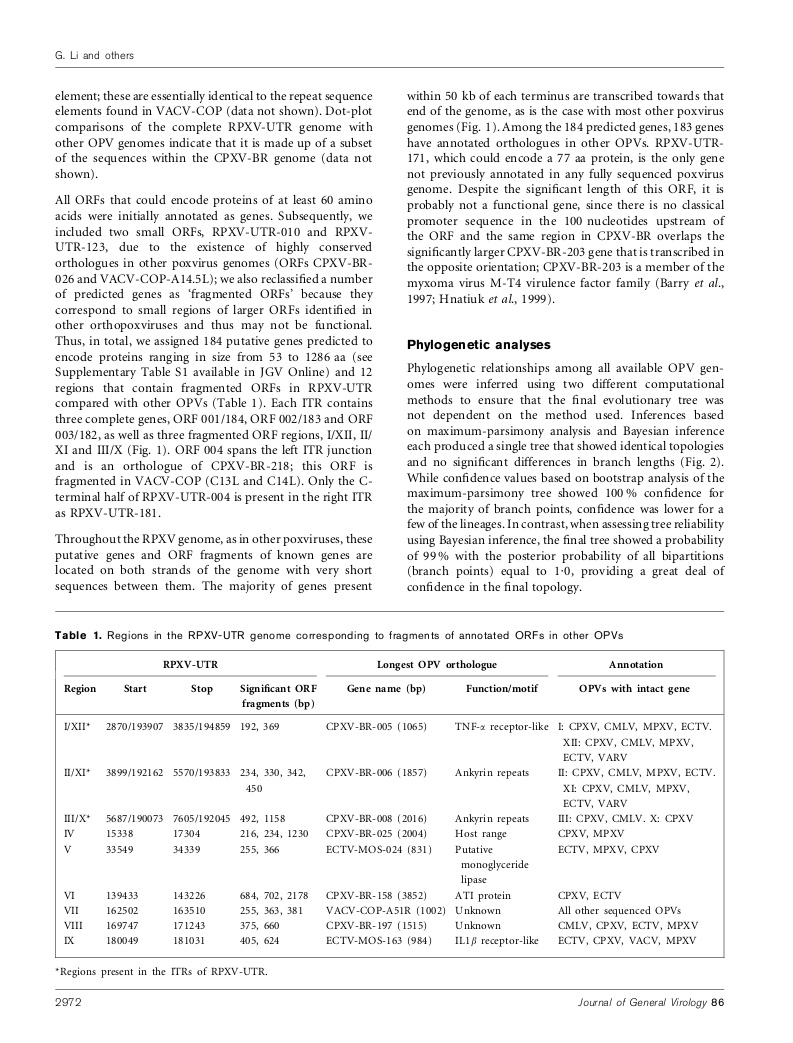 G. Li and others
element; these are essentially identical to the repeat sequence
elements found in VACV-COP (data not shown). Dot-plot
comparisons of the complete RPXV-UTR genome with
other OPV genomes indicate that it is made up of a subset
of the sequences within the CPXV-BR genome (data not
shown).
All ORFs that could encode proteins of at least 60 amino
acids were initially annotated as genes. Subsequently, we
included two small ORFs, RPXV-UTR-010 and RPXV-
UTR-123, due to the existence of highly conserved
orthologues in other poxvirus genomes (ORFs CPXV-BR-
026 and VACV-COP-A14.5L); we also reclassified a number
of predicted genes as ‘fragmented ORFs’ because they
correspond to small regions of larger ORFs identified in
other orthopoxviruses and thus may not be functional.
Thus, in total, we assigned 184 putative genes predicted to
encode proteins ranging in size from 53 to 1286 aa (see
Supplementary Table S1 available in JGV Online) and 12
regions that contain fragmented ORFs in RPXV-UTR
compared with other OPVs (Table 1). Each ITR contains
three complete genes, ORF 001/184, ORF 002/183 and ORF
003/182, as well as three fragmented ORF regions, I/XII, II/
XI and III/X (Fig. 1). ORF 004 spans the left ITR junction
and is an orthologue of CPXV-BR-218; this ORF is
fragmented in VACV-COP (C13L and C14L). Only the C-
terminal half of RPXV-UTR-004 is present in the right ITR
as RPXV-UTR-181.
Throughout the RPXV genome, as in other poxviruses, these
putative genes and ORF fragments of known genes are
located on both strands of the genome with very short
sequences between them. The majority of genes present
within 50 kb of each terminus are transcribed towards that
end of the genome, as is the case with most other poxvirus
genomes (Fig. 1). Among the 184 predicted genes, 183 genes
have annotated orthologues in other OPVs. RPXV-UTR-
171, which could encode a 77 aa protein, is the only gene
not previously annotated in any fully sequenced poxvirus
genome. Despite the significant length of this ORF, it is
probably not a functional gene, since there is no classical
promoter sequence in the 100 nucleotides upstream of
the ORF and the same region in CPXV-BR overlaps the
significantly larger CPXV-BR-203 gene that is transcribed in
the opposite orientation; CPXV-BR-203 is a member of the
myxoma virus M-T4 virulence factor family (Barry et al.,
1997; Hnatiuk et al., 1999).
Phylogenetic analyses
Phylogenetic relationships among all available OPV gen-
omes were inferred using two different computational
methods to ensure that the final evolutionary tree was
not dependent on the method used. Inferences based
on maximum-parsimony analysis and Bayesian inference
each produced a single tree that showed identical topologies
and no significant differences in branch lengths (Fig. 2).
While confidence values based on bootstrap analysis of the
maximum-parsimony tree showed 100 % confidence for
the majority of branch points, confidence was lower for a
few of the lineages. In contrast, when assessing tree reliability
using Bayesian inference, the final tree showed a probability
of 99 % with the posterior probability of all bipartitions
(branch points) equal to 1·0, providing a great deal of
confidence in the final topology.
Table 1. Regions in the RPXV-UTR genome corresponding to fragments of annotated ORFs in other OPVs
RPXV-UTR Longest OPV orthologue Annotation
Region Start Stop Significant ORF Gene name (bp) Function/motif OPVs with intact gene
fragments (bp)
I/XII* 2870/193907 3835/194859 192, 369 CPXV-BR-005 (1065) TNF-α receptor-like I: CPXV, CMLV, MPXV, ECTV.
XII: CPXV, CMLV, MPXV,
ECTV, VARV
II/XI* 3899/192162 5570/193833 234, 330, 342, CPXV-BR-006 (1857) Ankyrin repeats II: CPXV, CMLV, MPXV, ECTV.
450 XI: CPXV, CMLV, MPXV,
ECTV, VARV
III/X* 5687/190073 7605/192045 492, 1158 CPXV-BR-008 (2016) Ankyrin repeats III: CPXV, CMLV. X: CPXV
IV 15338 17304 216, 234, 1230 CPXV-BR-025 (2004) Host range CPXV, MPXV
V 33549 34339 255, 366 ECTV-MOS-024 (831) Putative ECTV, MPXV, CPXV
monoglyceride
lipase
VI 139433 143226 684, 702, 2178 CPXV-BR-158 (3852) ATI protein CPXV, ECTV
VII 162502 163510 255, 363, 381 VACV-COP-A51R (1002) Unknown All other sequenced OPVs
VIII 169747 171243 375, 660 CPXV-BR-197 (1515) Unknown CMLV, CPXV, ECTV, MPXV
IX 180049 181031 405, 624 ECTV-MOS-163 (984) IL1β receptor-like ECTV, CPXV, VACV, MPXV
*Regions present in the ITRs of RPXV-UTR.
2972 Journal of General Virology 86